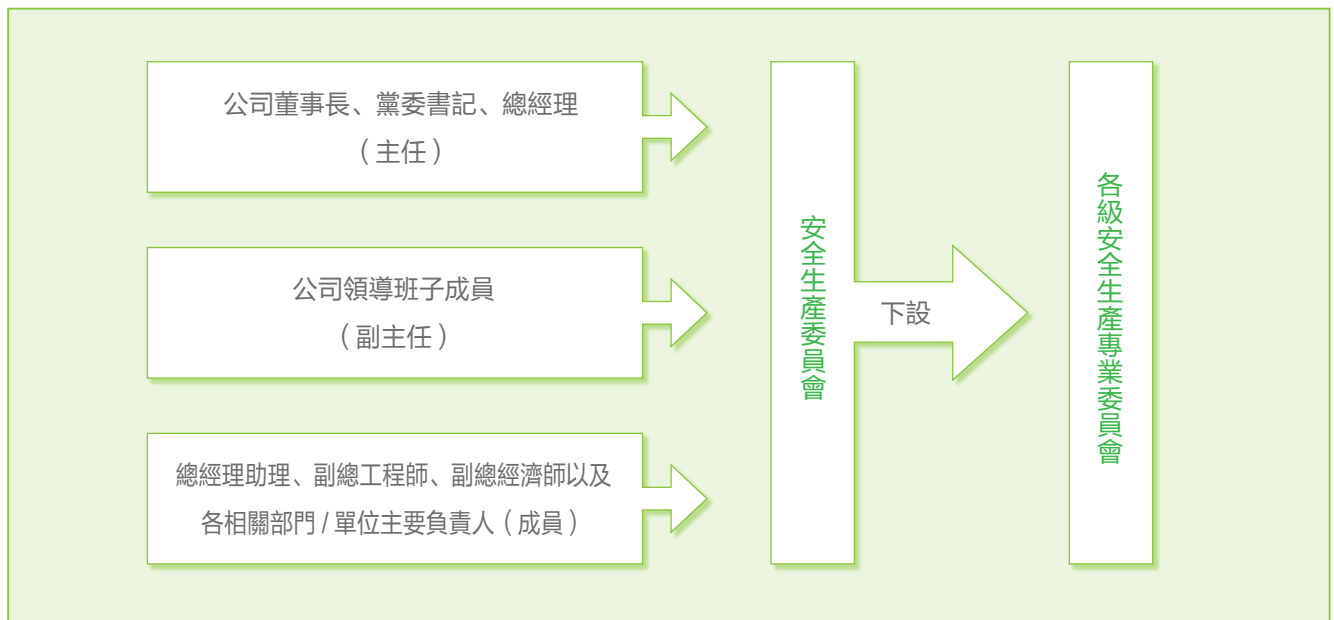 公司董事長、黨委書記、總經理
（主任）
公司領導班子成員
（副主任）
總經理助理、副總工程師、副總經濟師以及
各相關部門 / 單位主要負責人（成員）
安全生產委員會
下設
各級安全生產專業委員會